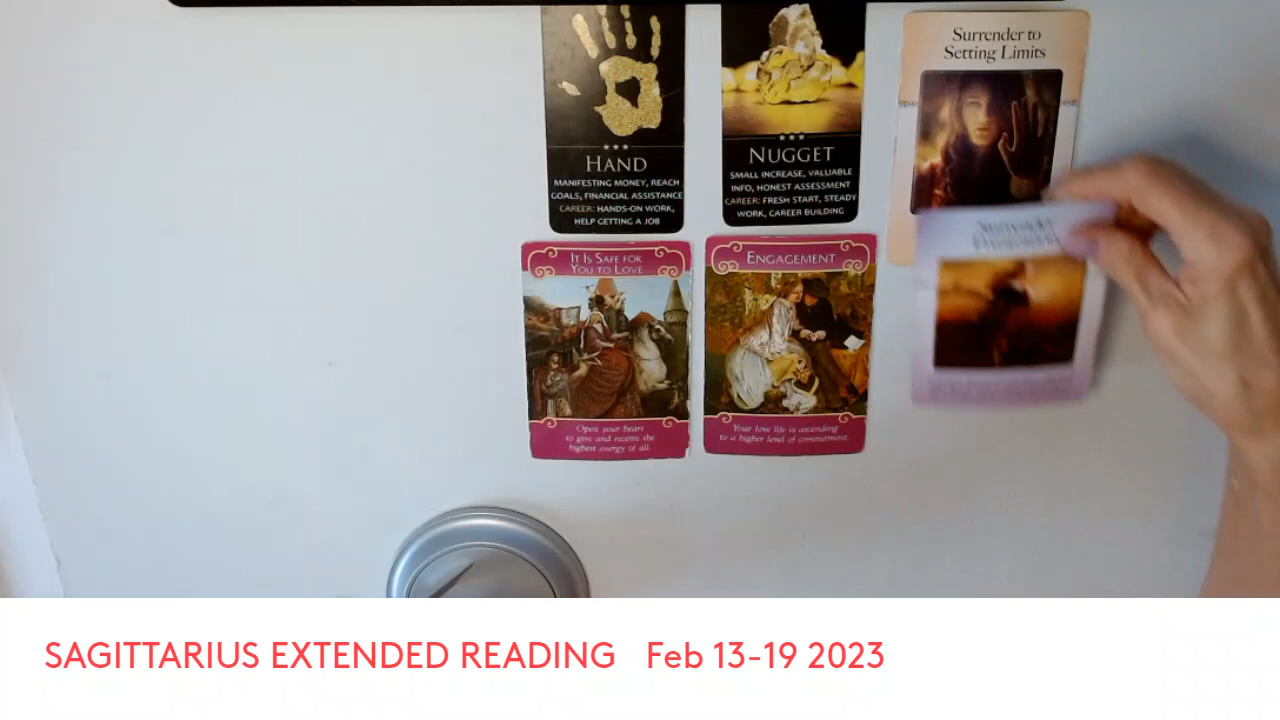 HAND
MANIFESTING MONEY, REACH
GOALS, FINANCIAL ASSISTANCE
CAREER: HANDS-ON WORK,
HELP GETTING A JOB
NUGGET
SMALL INCREASE, VALUABLE
INFO, HONEST ASSESSMENT
CAREER: FRESH START, STEADY
WORK, CAREER BUILDING
Surrender to
Setting Limits
IT IS SAFE FOR
YOU TO LOVE
Open your heart
to give and receive the
highest energy of all.
ENGAGEMENT
Your love life is ascending
to a higher level of commitment.
SAGITTARIUS EXTENDED READING Feb 13-19 2023